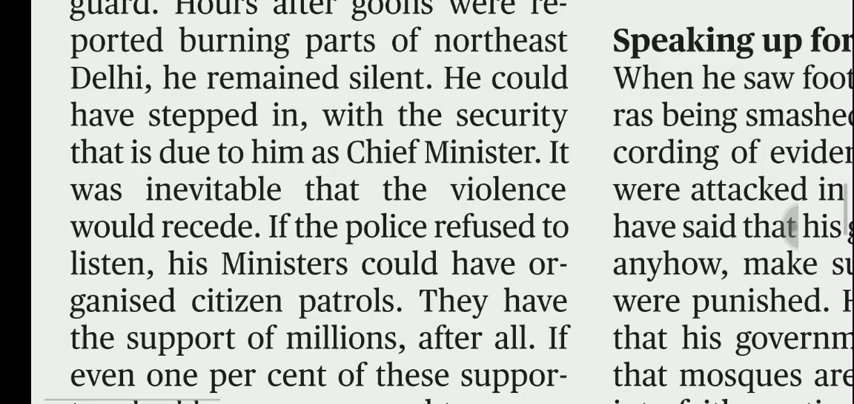 guard. Hours after goons were re-
ported burning parts of northeast
Delhi, he remained silent. He could
have stepped in, with the security
that is due to him as Chief Minister. It
was inevitable that the violence
would recede. If the police refused to
listen, his Ministers could have or-
ganised citizen patrols. They have
the support of millions, after all. If
even one per cent of these suppor-
Speaking up for
When he saw foot
ras being smashed
cording of eviden
were attacked in
have said that his
anyhow, make su
were punished. H
that his governm
that mosques are